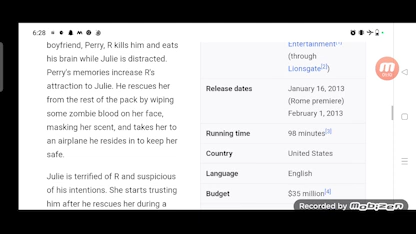 6:28
boyfriend, Perry, R kills him and eats
his brain while Julie is distracted.
Perry's memories increase R's
attraction to Julie. He rescues her
from the rest of the pack by wiping
some zombie blood on her face,
masking her scent, and takes her to
an airplane he resides in to keep her
safe.
Julie is terrified of R and suspicious
of his intentions. She starts trusting
him after he rescues her during a
Entertainment[1]
(through
Lionsgate[2])
Release dates January 16, 2013
(Rome premiere)
February 1, 2013
Running time 98 minutes[3]
Country United States
Language English
Budget $35 million[4]
Recorded by MOBIZEN